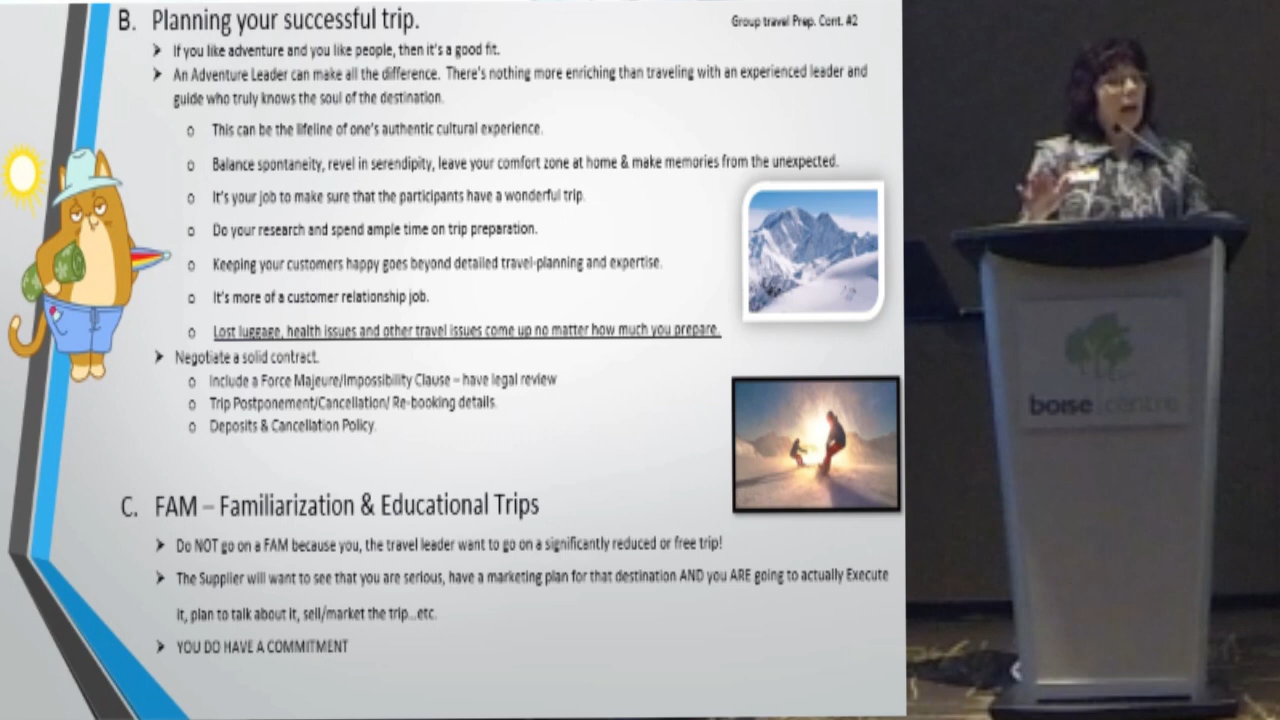 B. Planning your successful trip.
Group travel Prep. Cont. #2
➢ If you like adventure and you like people, then it's a good fit.
➢ An Adventure Leader can make all the difference. There's nothing more enriching than traveling with an experienced leader and
guide who truly knows the soul of the destination.
o This can be the lifeline of one's authentic cultural experience.
o Balance spontaneity, revel in serendipity, leave your comfort zone at home & make memories from the unexpected.
o It's your job to make sure that the participants have a wonderful trip.
o Do your research and spend ample time on trip preparation.
o Keeping your customers happy goes beyond detailed travel-planning and expertise.
o It's more of a customer relationship job.
o Lost luggage, health issues and other travel issues come up no matter how much you prepare.
➢ Negotiate a solid contract.
o Include a Force Majeure/Impossibility Clause – have legal review
o Trip Postponement/Cancellation/ Re-booking details.
o Deposits & Cancellation Policy.
C. FAM – Familiarization & Educational Trips
➢ Do NOT go on a FAM because you, the travel leader want to go on a significantly reduced or free trip!
➢ The Supplier will want to see that you are serious, have a marketing plan for that destination AND you ARE going to actually Execute
it, plan to talk about it, sell/market the trip...etc.
➢ YOU DO HAVE A COMMITMENT
boise centre